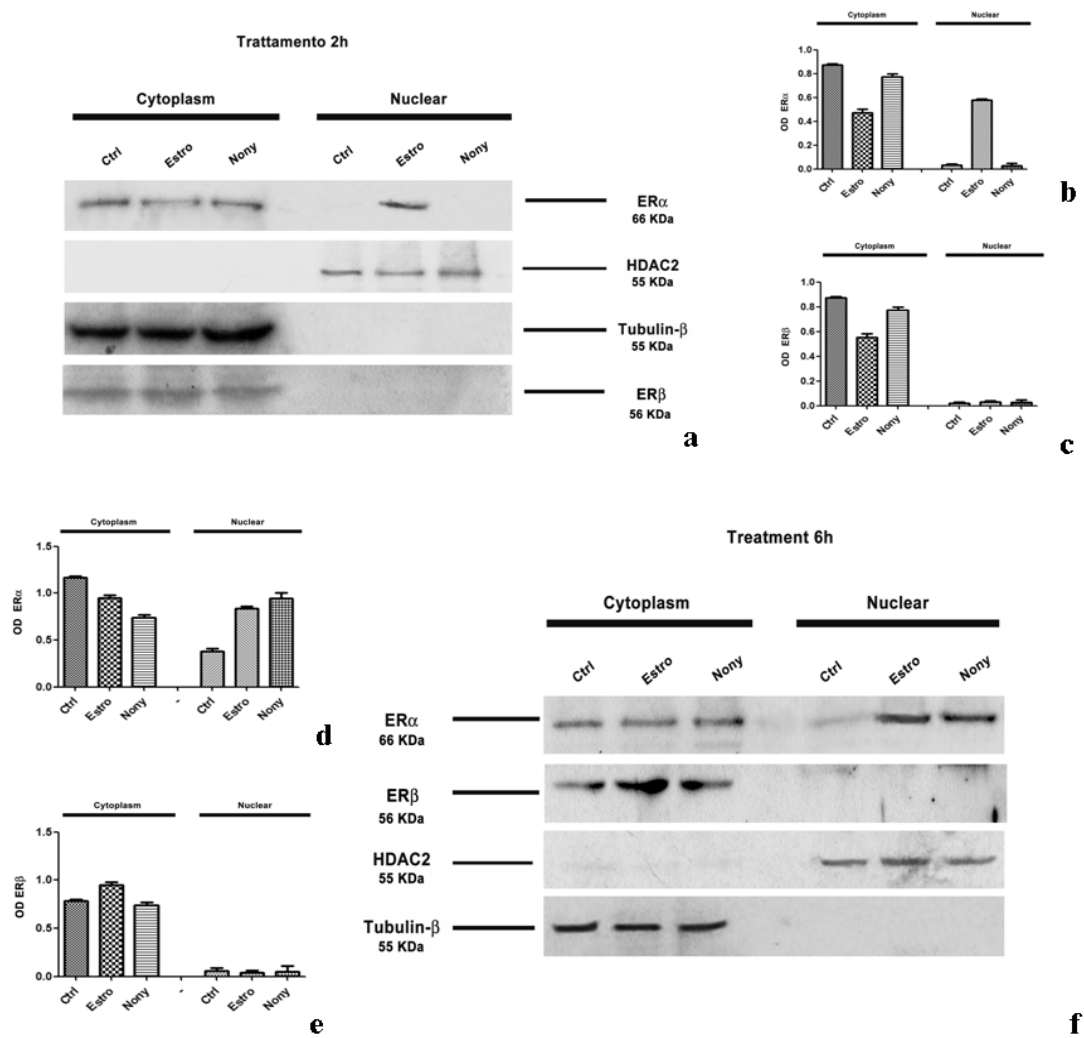 Trattamento 2h
Cytoplasm Nuclear
Ctrl Estro Nony Ctrl Estro Nony
ERα
66 KDa
HDAC2
55 KDa
Tubulin-β
55 KDa
ERβ
56 KDa
a
Cytoplasm Nuclear
OD ERα
1.0
0.8
0.6
0.4
0.2
0.0
Ctrl Estro Nony Ctrl Estro Nony
b
Cytoplasm Nuclear
OD ERβ
1.0
0.8
0.6
0.4
0.2
0.0
Ctrl Estro Nony Ctrl Estro Nony
c
Cytoplasm Nuclear
OD ERα
1.5
1.0
0.5
0.0
Ctrl Estro Nony - Ctrl Estro Nony
d
Cytoplasm Nuclear
OD ERβ
1.5
1.0
0.5
0.0
Ctrl Estro Nony - Ctrl Estro Nony
e
Treatment 6h
Cytoplasm Nuclear
Ctrl Estro Nony Ctrl Estro Nony
ERα
66 KDa
ERβ
56 KDa
HDAC2
55 KDa
Tubulin-β
55 KDa
f